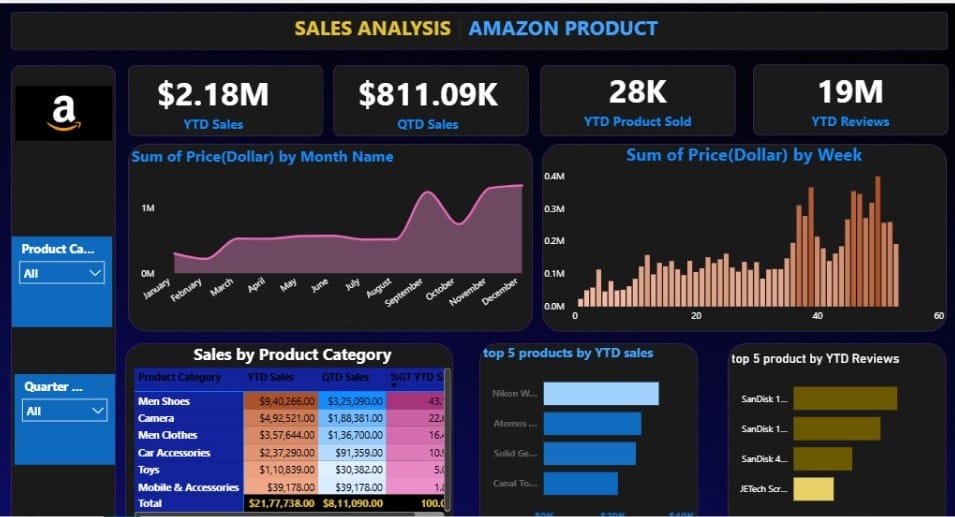 SALES ANALYSIS | AMAZON PRODUCT
a
$2.18M
YTD Sales
$811.09K
QTD Sales
28K
YTD Product Sold
19M
YTD Reviews
Product Ca...
All
Quarter ...
All
Sum of Price(Dollar) by Month Name
1M
0M
January
February
March
April
May
June
July
August
September
October
November
December
Sum of Price(Dollar) by Week
0.4M
0.3M
0.2M
0.1M
0.0M
0 20 40 60
Sales by Product Category
Product Category YTD Sales QTD Sales %GT YTD S
Men Shoes $9,40,266.00 $3,25,090.00 43.
Camera $4,92,521.00 $1,88,381.00 22.6
Men Clothes $3,57,644.00 $1,36,700.00 16.4
Car Accessories $2,37,290.00 $91,359.00 10.9
Toys $1,10,839.00 $30,382.00 5.0
Mobile & Accessories $39,178.00 $39,178.00 1.8
Total $21,77,738.00 $8,11,090.00 100.0
top 5 products by YTD sales
Nikon W...
Atomos ...
Solid Ge...
Canal To...
$0K $20K $40K
top 5 product by YTD Reviews
SanDisk 1...
SanDisk 1...
SanDisk 4...
JETech Scr...